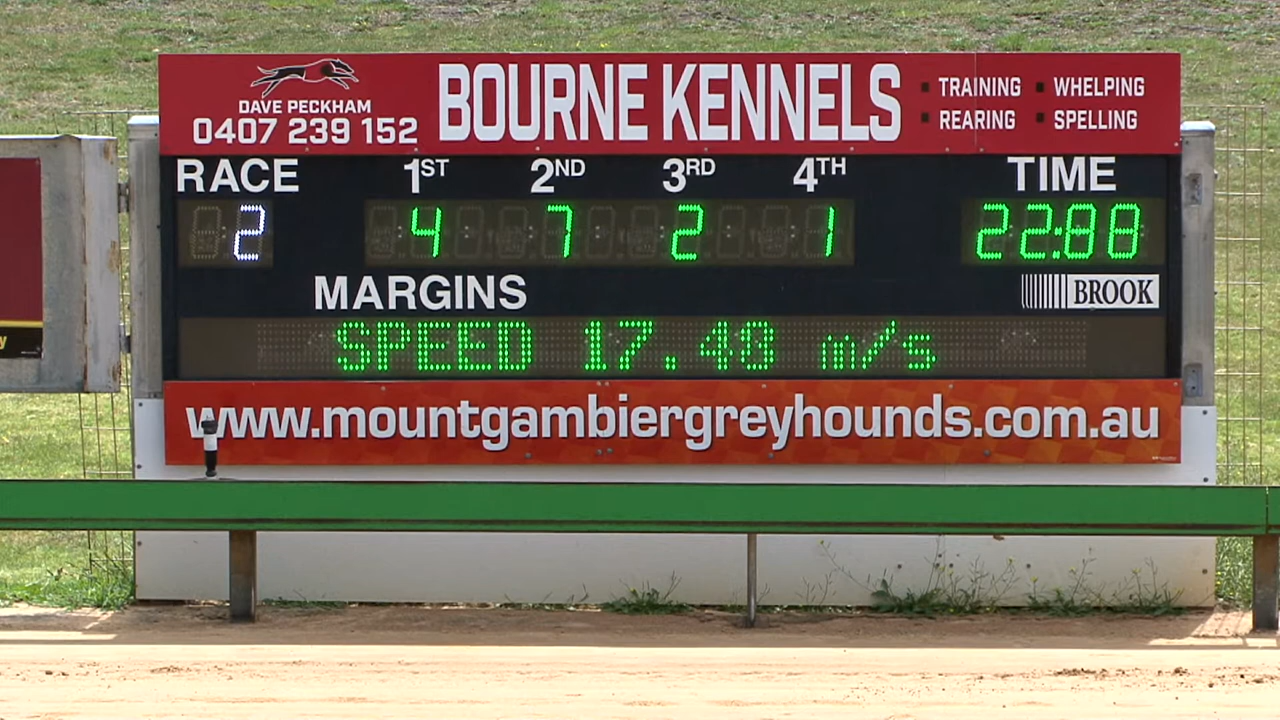 DAVE PECKHAM
0407 239 152
BOURNE KENNELS
TRAINING
WHELPING
REARING
SPELLING
RACE 1ST 2ND 3RD 4TH TIME
2 4 7 2 1 22:88
MARGINS
BROOK
SPEED 17.48 m/s
www.mountgambiergreyhounds.com.au